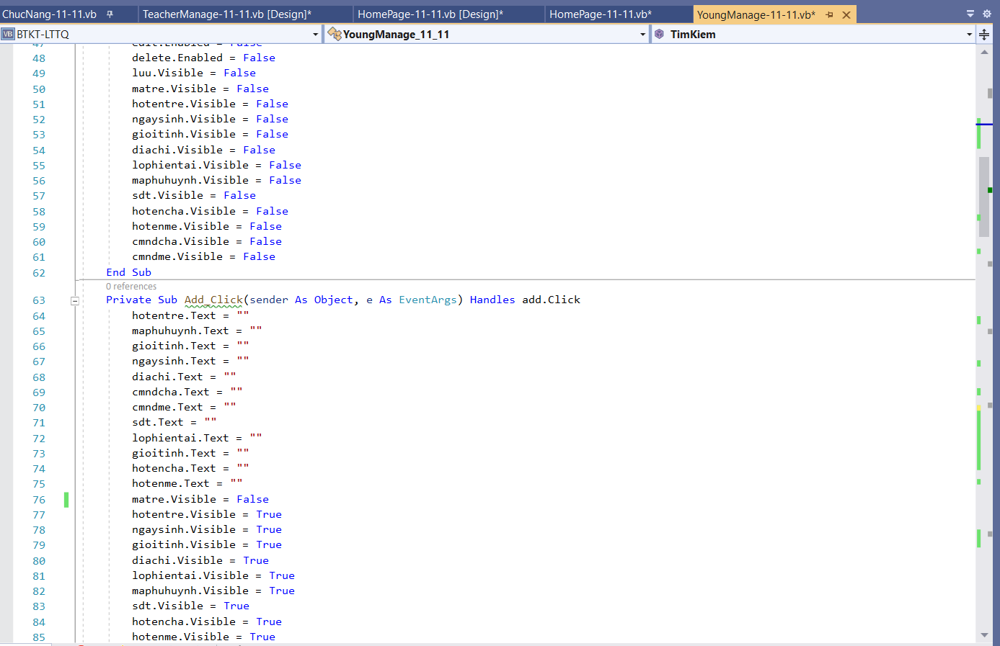 ChucNang-11-11.vb TeacherManage-11-11.vb [Design]* HomePage-11-11.vb [Design]* HomePage-11-11.vb* YoungManage-11-11.vb*
VB BTKT-LTTQ YoungManage_11_11 TimKiem
47 edit.Enabled = False
48 delete.Enabled = False
49 luu.Visible = False
50 matre.Visible = False
51 hotentre.Visible = False
52 ngaysinh.Visible = False
53 gioitinh.Visible = False
54 diachi.Visible = False
55 lophientai.Visible = False
56 maphuhuynh.Visible = False
57 sdt.Visible = False
58 hotencha.Visible = False
59 hotenme.Visible = False
60 cmndcha.Visible = False
61 cmndme.Visible = False
62 End Sub
0 references
63 Private Sub Add_Click(sender As Object, e As EventArgs) Handles add.Click
64 hotentre.Text = ""
65 maphuhuynh.Text = ""
66 gioitinh.Text = ""
67 ngaysinh.Text = ""
68 diachi.Text = ""
69 cmndcha.Text = ""
70 cmndme.Text = ""
71 sdt.Text = ""
72 lophientai.Text = ""
73 gioitinh.Text = ""
74 hotencha.Text = ""
75 hotenme.Text = ""
76 matre.Visible = False
77 hotentre.Visible = True
78 ngaysinh.Visible = True
79 gioitinh.Visible = True
80 diachi.Visible = True
81 lophientai.Visible = True
82 maphuhuynh.Visible = True
83 sdt.Visible = True
84 hotencha.Visible = True
85 hotenme.Visible = True